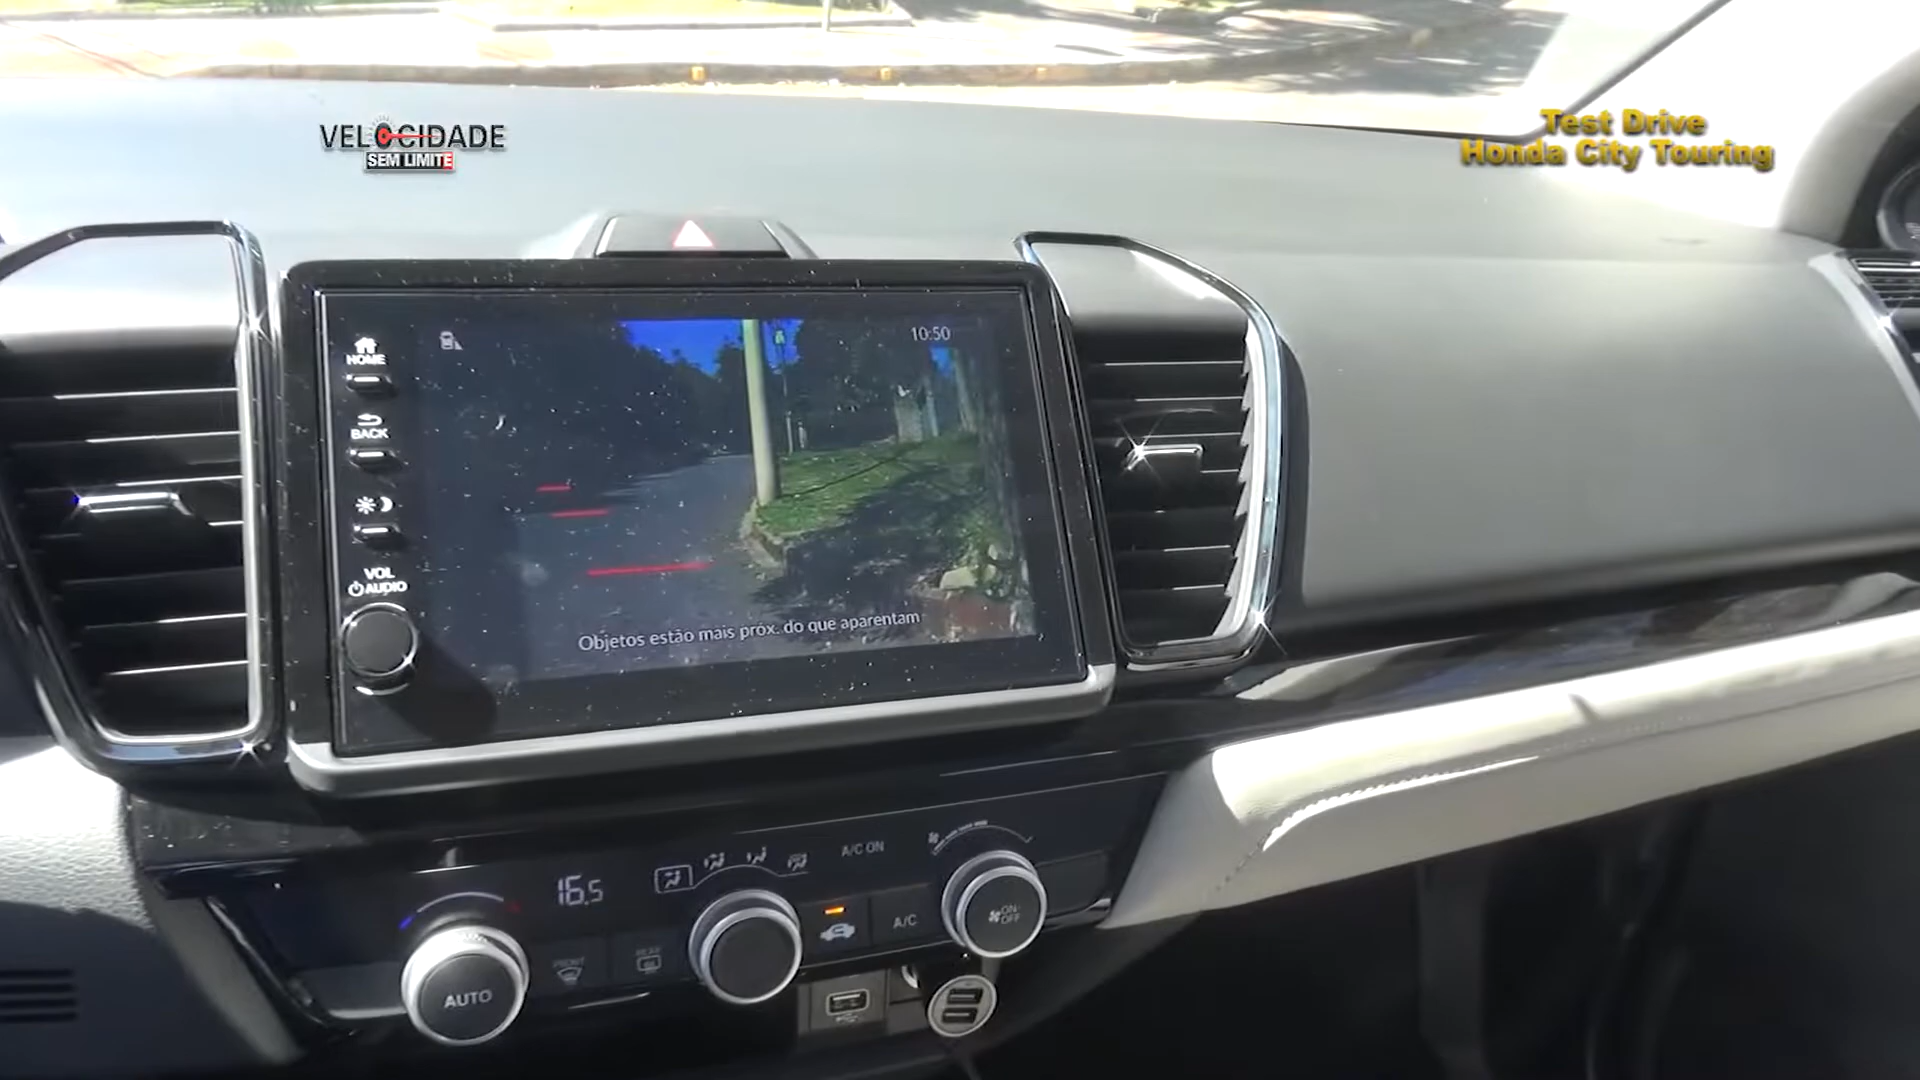 VELOCIDADE
SEM LIMITE
Test Drive
Honda City Touring
HOME
10:50
BACK
VOL
AUDIO
Objetos estão mais próx. do que aparentam
16.5
A/C ON
AUTO
FRONT
REAR
A/C
ON·
OFF